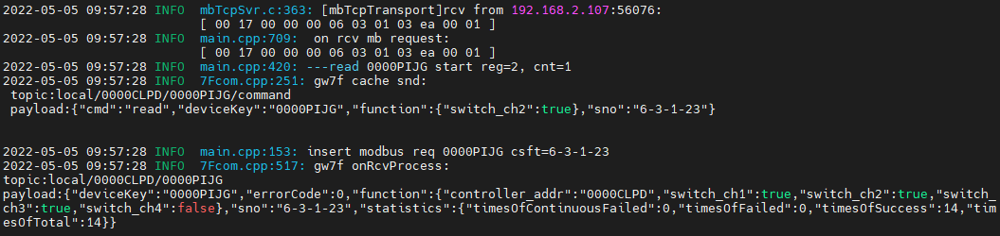 2022-05-05 09:57:28 INFO  mbTcpSvr.c:363: [mbTcpTransport]rcv from 192.168.2.107:56076:
[ 00 17 00 00 00 06 03 01 03 ea 00 01 ]
2022-05-05 09:57:28 INFO  main.cpp:709:  on rcv mb request:
[ 00 17 00 00 00 06 03 01 03 ea 00 01 ]
2022-05-05 09:57:28 INFO  main.cpp:420: ---read 0000PIJG start reg=2, cnt=1
2022-05-05 09:57:28 INFO  7Fcom.cpp:251: gw7f cache snd:
topic:local/0000CLPD/0000PIJG/command
payload:{"cmd":"read","deviceKey":"0000PIJG","function":{"switch_ch2":true},"sno":"6-3-1-23"}
2022-05-05 09:57:28 INFO  main.cpp:153: insert modbus req 0000PIJG csft=6-3-1-23
2022-05-05 09:57:28 INFO  7Fcom.cpp:517: gw7f onRcvProcess:
topic:local/0000CLPD/0000PIJG
payload:{"deviceKey":"0000PIJG","errorCode":0,"function":{"controller_addr":"0000CLPD","switch_ch1":true,"switch_ch2":true,"switch_
ch3":true,"switch_ch4":false},"sno":"6-3-1-23","statistics":{"timesOfContinuousFailed":0,"timesOfFailed":0,"timesOfSuccess":14,"tim
esOfTotal":14}}